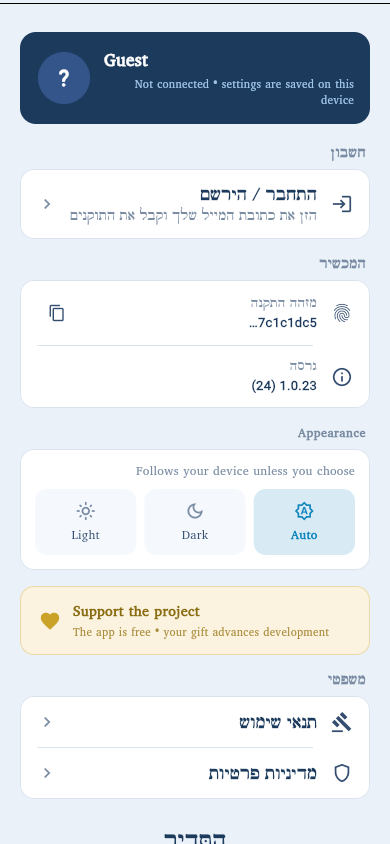 Guest
Not connected • settings are saved on this
device
?
חשבון
התחבר / הירשם
הזן את כתובת המייל שלך וקבל את התוקנים
המכשיר
מזהה התקנה
7c1c1dc5…
גרסה
1.0.23 (24)
Appearance
Follows your device unless you choose
Auto
Dark
Light
Support the project
The app is free • your gift advances development
משפטי
תנאי שימוש
מדיניות פרטיות